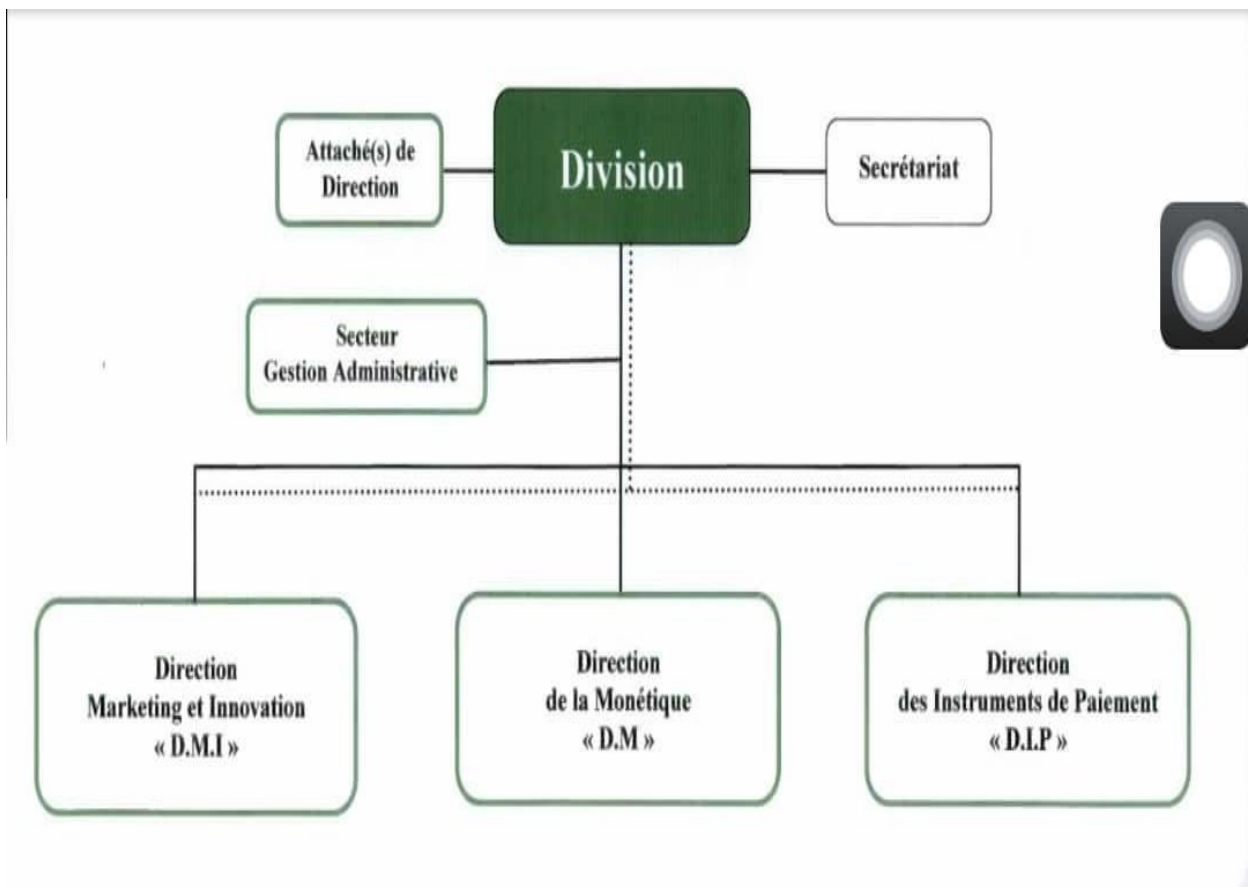 Attaché(s) de
Direction
Division
Secrétariat
Secteur
Gestion Administrative
Direction
Marketing et Innovation
« D.M.I »
Direction
de la Monétique
« D.M »
Direction
des Instruments de Paiement
« D.I.P »